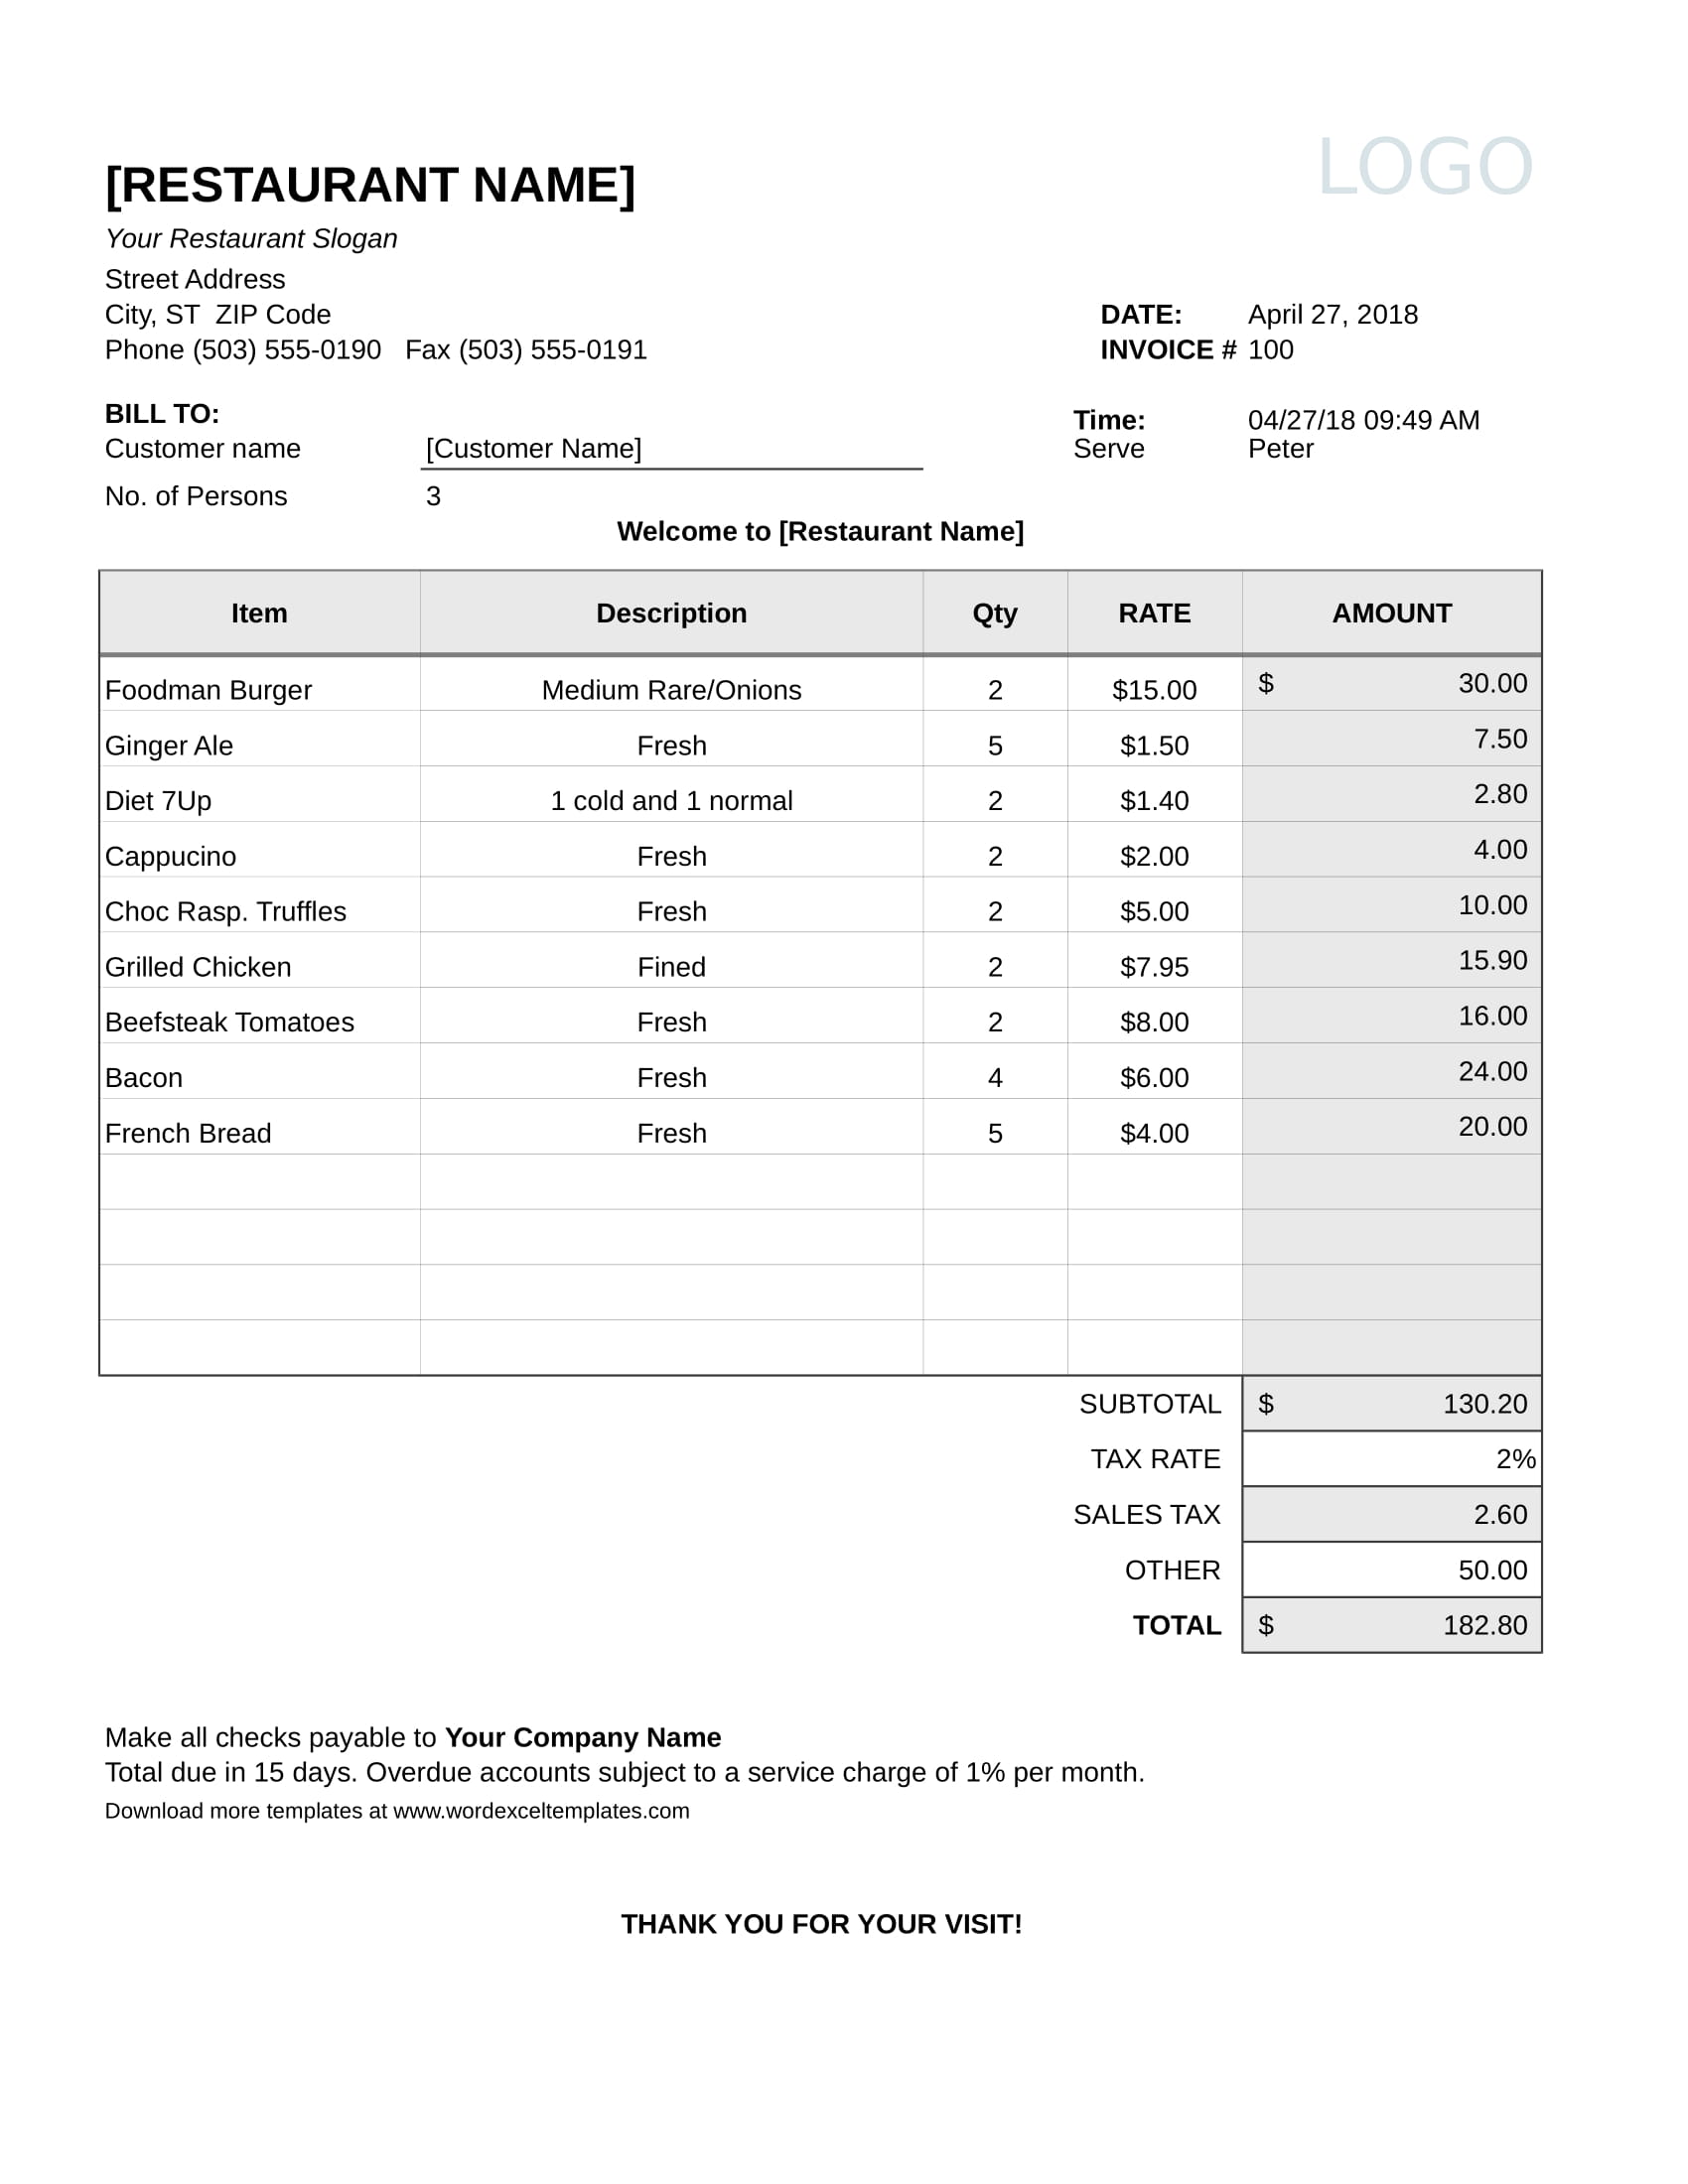 LOGO
[RESTAURANT NAME]
Your Restaurant Slogan
Street Address
City, ST  ZIP Code
DATE: April 27, 2018
Phone (503) 555-0190   Fax (503) 555-0191
INVOICE # 100
BILL TO:
Time: 04/27/18 09:49 AM
Customer name [Customer Name]
Serve Peter
No. of Persons 3
Welcome to [Restaurant Name]
Item Description Qty RATE AMOUNT
Foodman Burger Medium Rare/Onions 2 $15.00 $ 30.00
Ginger Ale Fresh 5 $1.50 7.50
Diet 7Up 1 cold and 1 normal 2 $1.40 2.80
Cappucino Fresh 2 $2.00 4.00
Choc Rasp. Truffles Fresh 2 $5.00 10.00
Grilled Chicken Fined 2 $7.95 15.90
Beefsteak Tomatoes Fresh 2 $8.00 16.00
Bacon Fresh 4 $6.00 24.00
French Bread Fresh 5 $4.00 20.00
SUBTOTAL $ 130.20
TAX RATE 2%
SALES TAX 2.60
OTHER 50.00
TOTAL $ 182.80
Make all checks payable to Your Company Name
Total due in 15 days. Overdue accounts subject to a service charge of 1% per month.
Download more templates at www.wordexceltemplates.com
THANK YOU FOR YOUR VISIT!